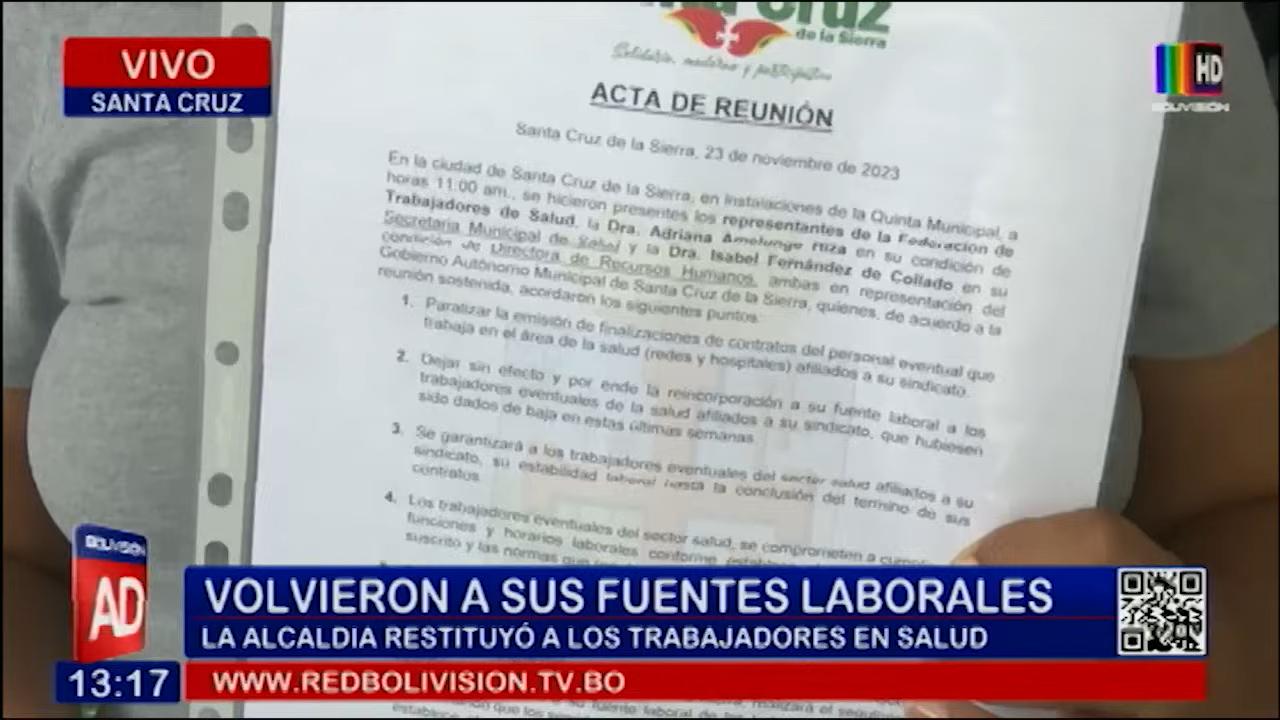 VIVO
SANTA CRUZ
HD
BOLIVISIÓN
Cruz
de la Sierra
Solidaria, moderna y participativa
ACTA DE REUNIÓN
Santa Cruz de la Sierra, 23 de noviembre de 2023
En la ciudad de Santa Cruz de la Sierra, en instalaciones de la Quinta Municipal, a
horas 11:00 am., se hicieron presentes los representantes de la Federación de
Trabajadores de Salud, la Dra. Adriana Amelunge en su condición de
Secretaria Municipal de Salud y la Dra. Isabel Fernández de Collado en su
condición de Directora de Recursos Humanos, ambas en representación del
Gobierno Autónomo Municipal de Santa Cruz de la Sierra, quienes, de acuerdo a la
reunión sostenida, acordaron los siguientes puntos.
1. Paralizar la emisión de finalizaciones de contratos del personal eventual que
trabaja en el área de la salud (redes y hospitales) afiliados a su sindicato.
2. Dejar sin efecto y por ende la reincorporación a su fuente laboral a los
trabajadores eventuales de la salud afiliados a su sindicato, que hubiesen
sido dados de baja en estas últimas semanas.
3. Se garantizará a los trabajadores eventuales del sector salud afiliados a su
sindicato, su estabilidad laboral hasta la conclusión del termino de sus
contratos.
4. Los trabajadores eventuales del sector salud, se comprometen a
funciones y horarios laborales conforme
suscrito y las normas que
BOLIVISIÓN
AD
VOLVIERON A SUS FUENTES LABORALES
LA ALCALDIA RESTITUYÓ A LOS TRABAJADORES EN SALUD
13:17
WWW.REDBOLIVISION.TV.BO